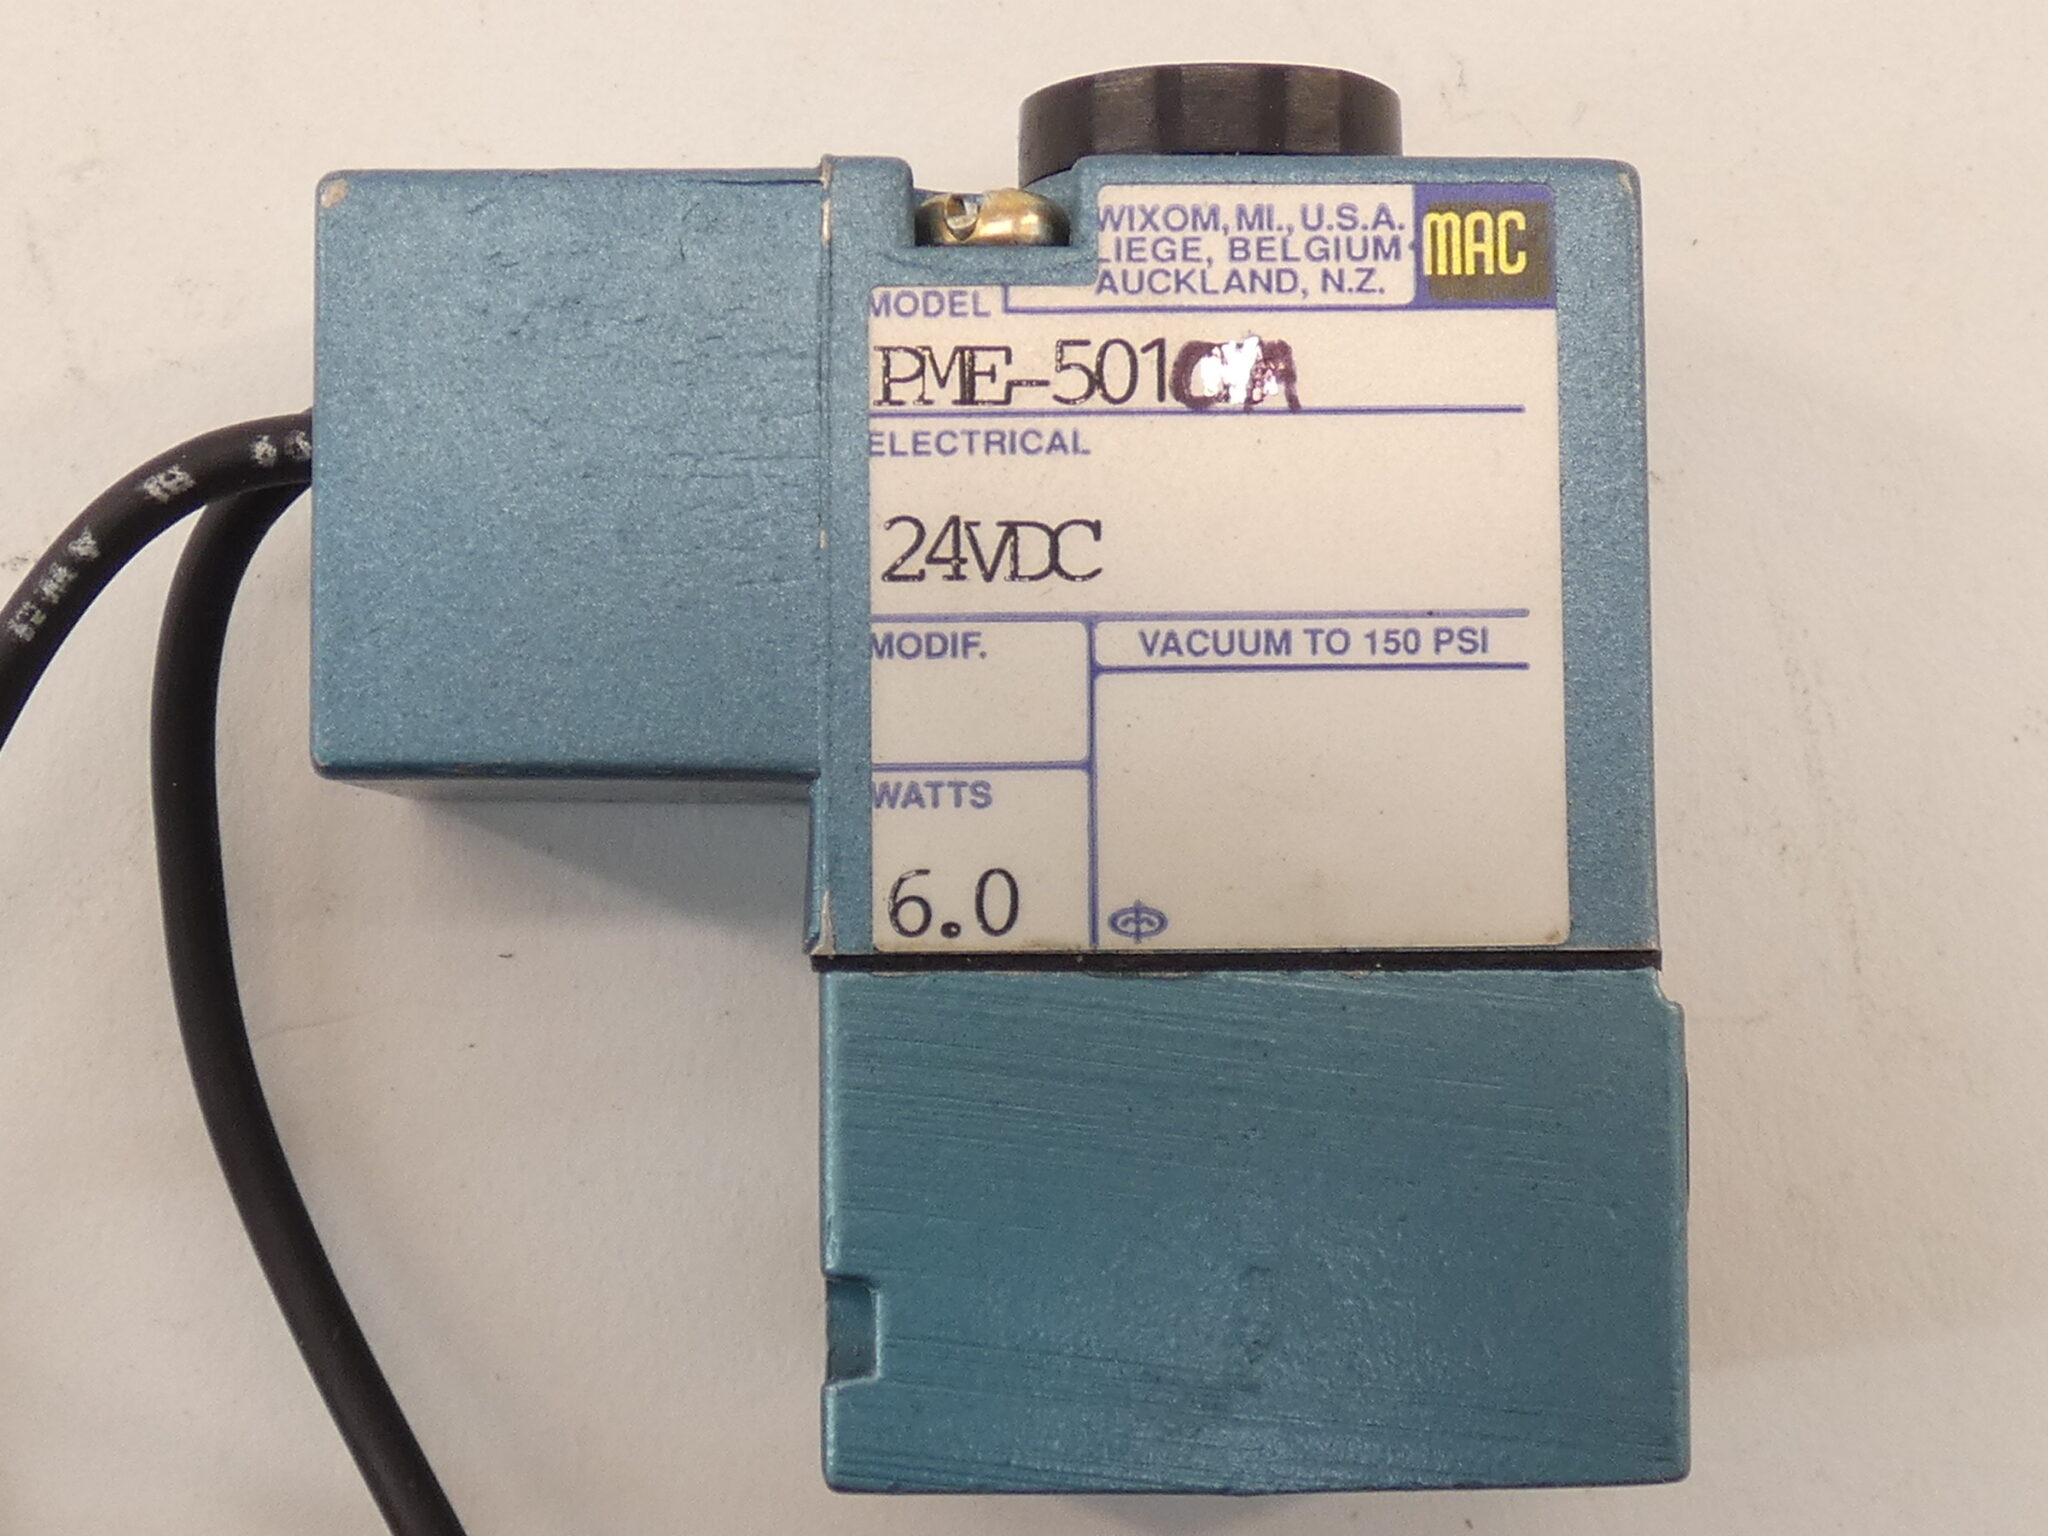 WIXOM, MI., U.S.A.
LIEGE, BELGIUM
AUCKLAND, N.Z.
MAC
MODEL
PME-501
ELECTRICAL
24VDC
MODIF.
VACUUM TO 150 PSI
WATTS
6.0